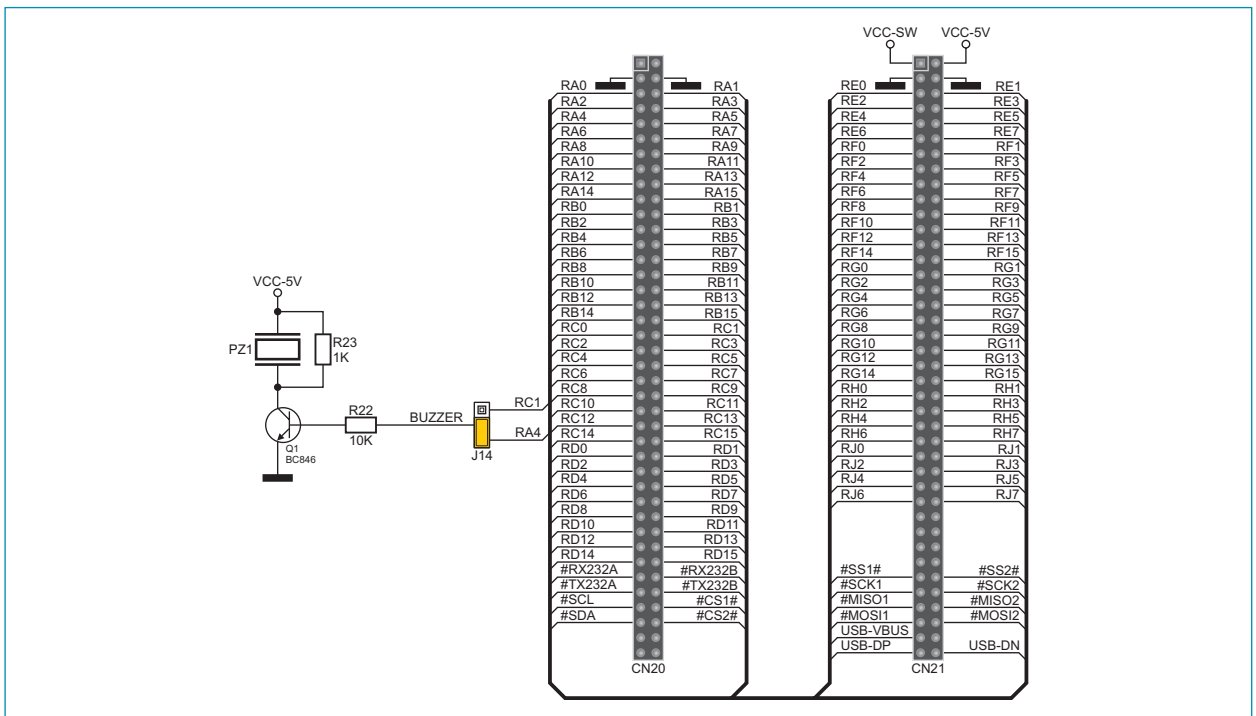 VCC-SW VCC-5V
RA0 RA1 RE0 RE1
RA2 RA3 RE2 RE3
RA4 RA5 RE4 RE5
RA6 RA7 RE6 RE7
RA8 RA9 RF0 RF1
RA10 RA11 RF2 RF3
RA12 RA13 RF4 RF5
RA14 RA15 RF6 RF7
RB0 RB1 RF8 RF9
RB2 RB3 RF10 RF11
RB4 RB5 RF12 RF13
RB6 RB7 RF14 RF15
RB8 RB9 RG0 RG1
VCC-5V RB10 RB11 RG2 RG3
RB12 RB13 RG4 RG5
RB14 RB15 RG6 RG7
RC0 RC1 RG8 RG9
PZ1 R23 RC2 RC3 RG10 RG11
1K RC4 RC5 RG12 RG13
RC6 RC7 RG14 RG15
RC8 RC9 RH0 RH1
RC1 RC10 RC11 RH2 RH3
R22 BUZZER RC12 RC13 RH4 RH5
RA4 RC14 RC15 RH6 RH7
10K RD0 RD1 RJ0 RJ1
Q1 J14
BC846 RD2 RD3 RJ2 RJ3
RD4 RD5 RJ4 RJ5
RD6 RD7 RJ6 RJ7
RD8 RD9
RD10 RD11
RD12 RD13
RD14 RD15
#RX232A #RX232B #SS1# #SS2#
#TX232A #TX232B #SCK1 #SCK2
#SCL #CS1# #MISO1 #MISO2
#SDA #CS2# #MOSI1 #MOSI2
USB-VBUS
USB-DP USB-DN
CN20 CN21